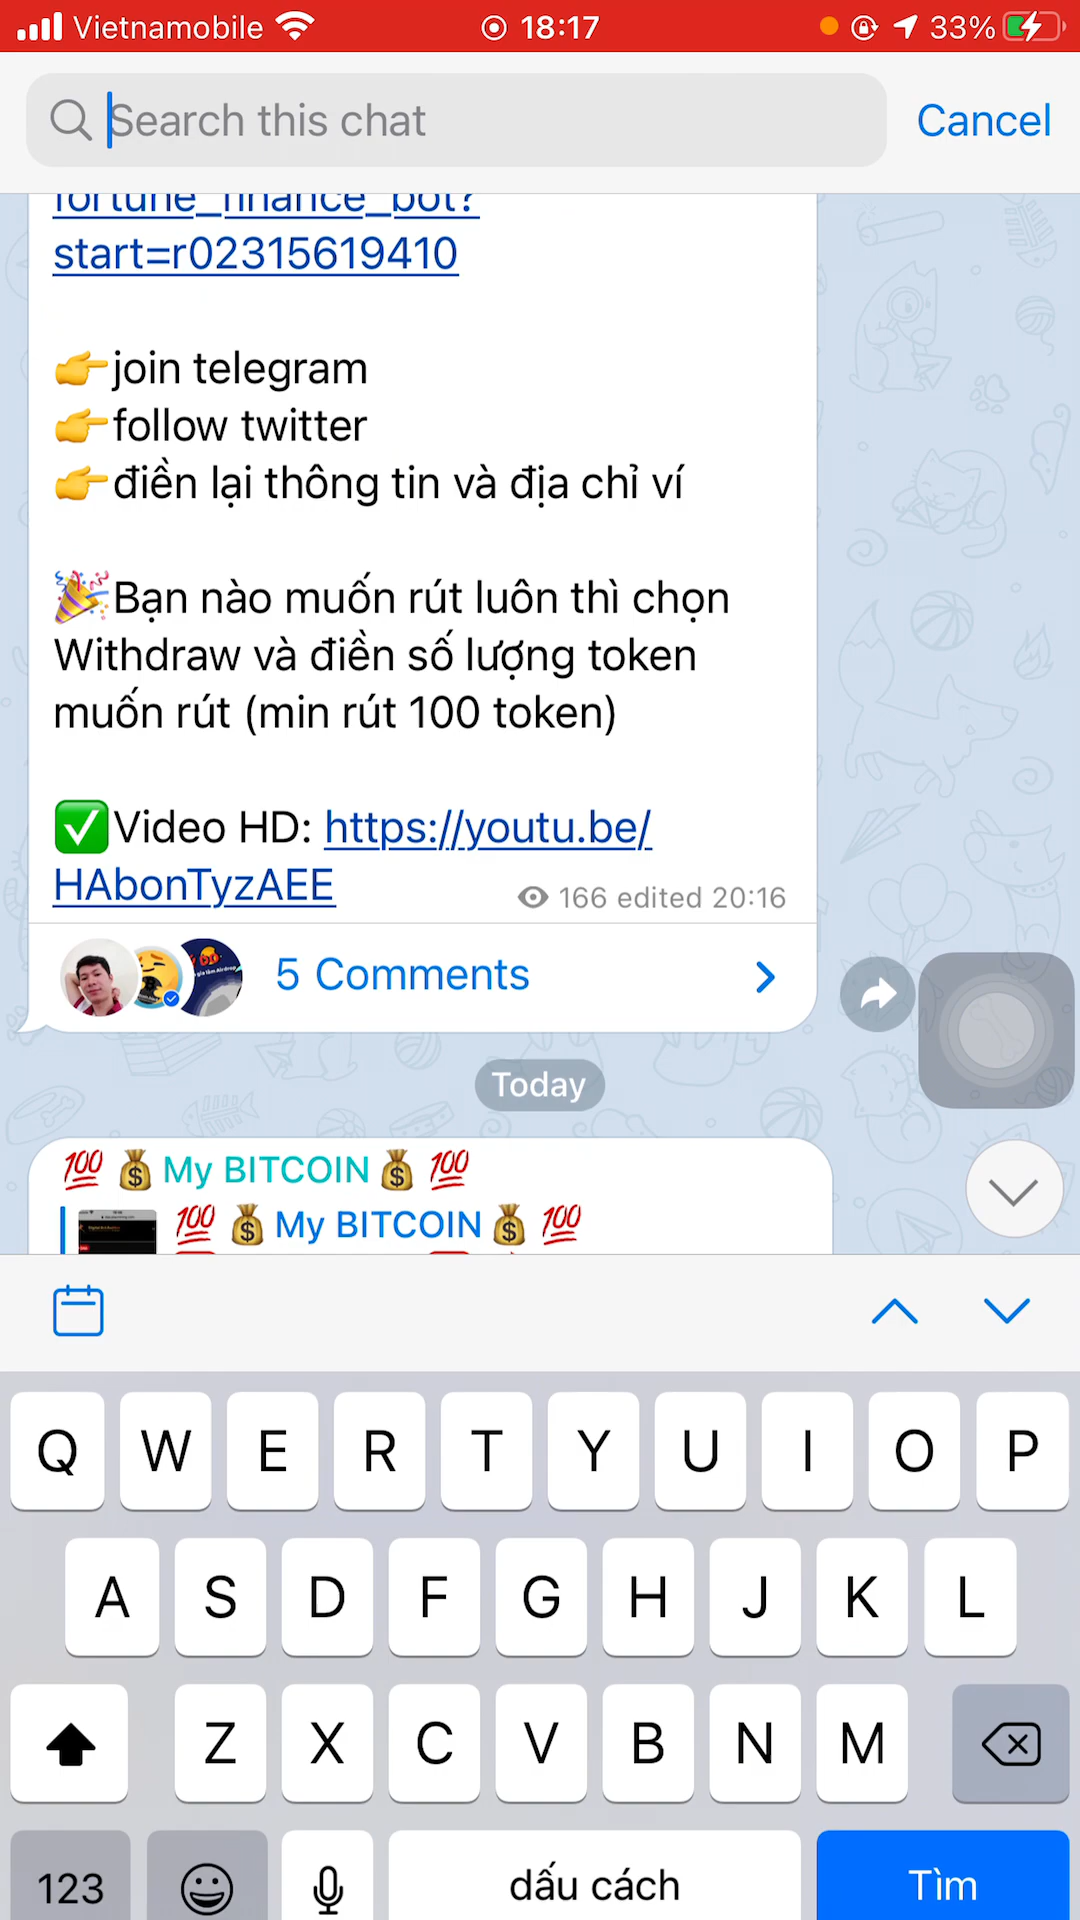 Vietnamobile 18:17 33%
Search this chat Cancel
fortune_finance_bot?
start=r02315619410
👉join telegram
👉follow twitter
👉điền lại thông tin và địa chỉ ví
🎉Bạn nào muốn rút luôn thì chọn
Withdraw và điền số lượng token
muốn rút (min rút 100 token)
✅Video HD: https://youtu.be/
HAbonTyzAEE 166 edited 20:16
5 Comments
Today
💯 💰 My BITCOIN 💰 💯
💯 💰 My BITCOIN 💰 💯
Q W E R T Y U I O P
A S D F G H J K L
Z X C V B N M
123 dấu cách Tìm